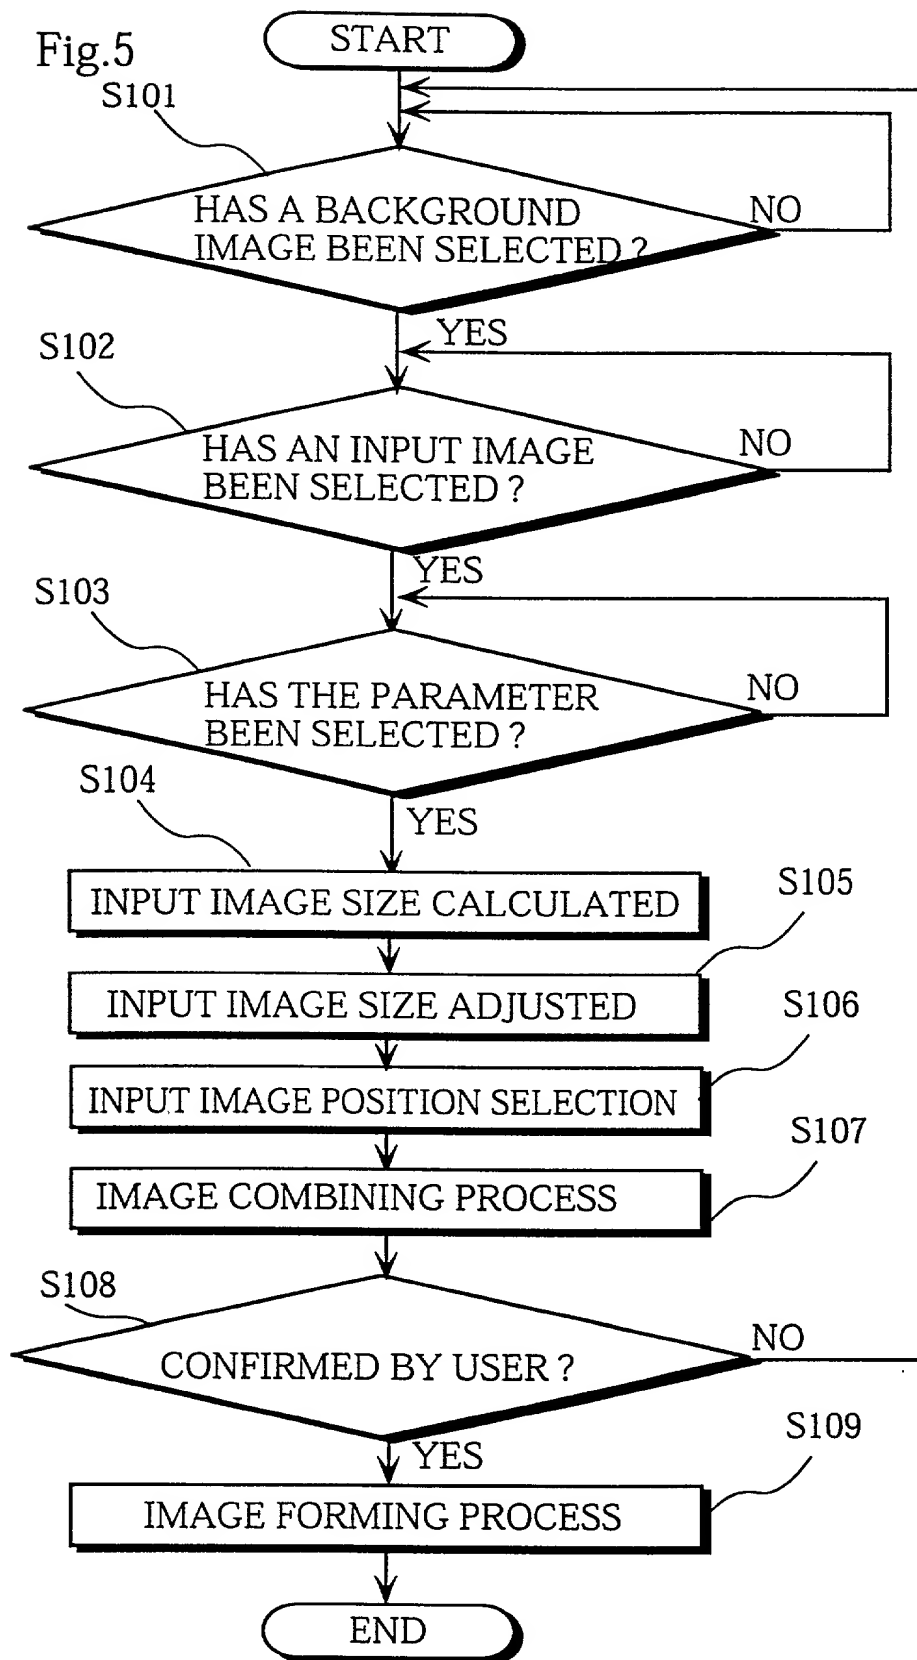 Fig.5
START
S101
HAS A BACKGROUND
IMAGE BEEN SELECTED ?
NO
YES
S102
HAS AN INPUT IMAGE
BEEN SELECTED ?
NO
YES
S103
HAS THE PARAMETER
BEEN SELECTED ?
NO
YES
S104
INPUT IMAGE SIZE CALCULATED
S105
INPUT IMAGE SIZE ADJUSTED
S106
INPUT IMAGE POSITION SELECTION
S107
IMAGE COMBINING PROCESS
S108
CONFIRMED BY USER ?
NO
YES
S109
IMAGE FORMING PROCESS
END